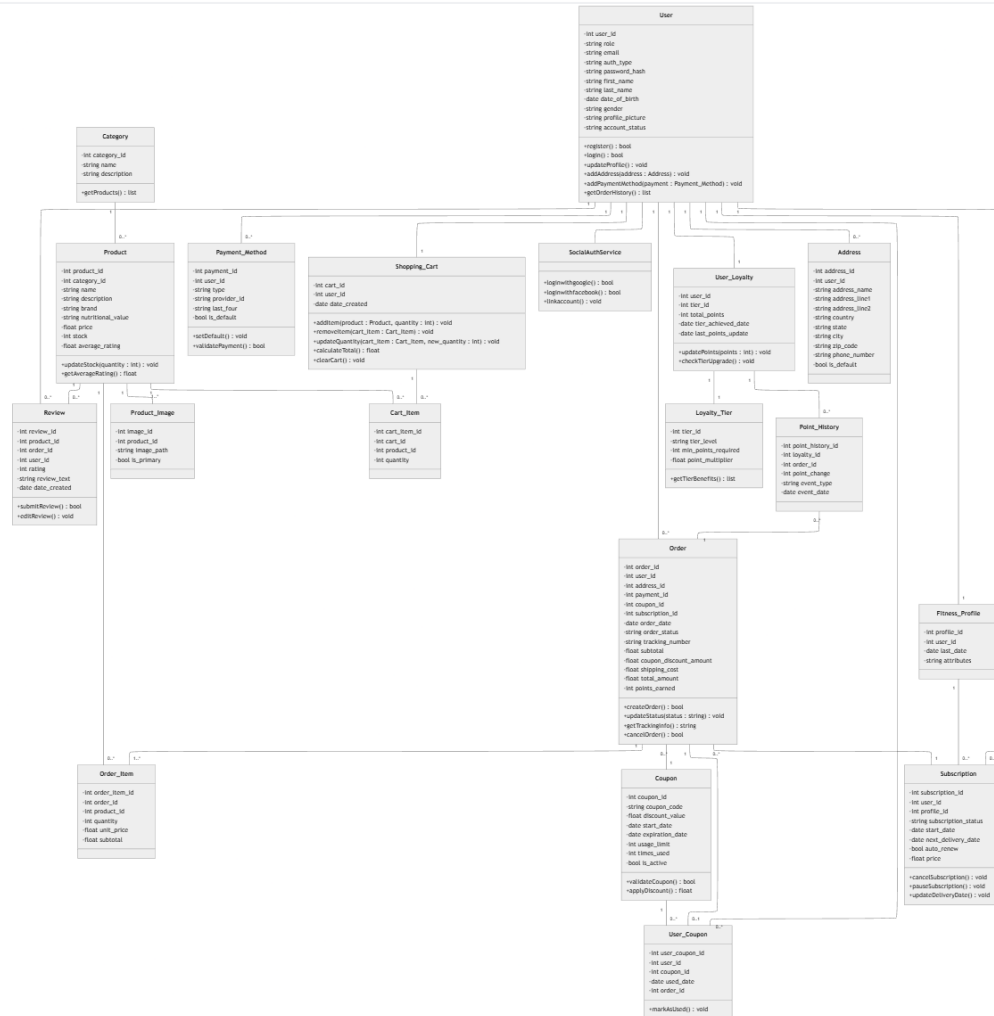 User
-int user_id
-string role
-string email
-string auth_type
-string password_hash
-string first_name
-string last_name
-date date_of_birth
-string gender
-string profile_picture
-string account_status
+register() : bool
+login() : bool
+updateProfile() : void
+addAddress(address : Address) : void
+addPaymentMethod(payment : Payment_Method) : void
+getOrderHistory() : list
Category
-int category_id
-string name
-string description
+getProducts() : list
Product
-int product_id
-int category_id
-string name
-string description
-string brand
-string nutritional_value
-float price
-int stock
-float average_rating
+updateStock(quantity : int) : void
+getAverageRating() : float
Payment_Method
-int payment_id
-int user_id
-string type
-string provider_id
-string last_four
-bool is_default
+setDefault() : void
+validatePayment() : bool
Shopping_Cart
-int cart_id
-int user_id
-date date_created
+addItem(product : Product, quantity : int) : void
+removeItem(cart_item : Cart_Item) : void
+updateQuantity(cart_item : Cart_Item, new_quantity : int) : void
+calculateTotal() : float
+clearCart() : void
SocialAuthService
+loginwithgoogle() : bool
+loginwithfacebook() : bool
+linkaccount() : void
User_Loyalty
-int user_id
-int tier_id
-int total_points
-date tier_achieved_date
-date last_points_update
+updatePoints(points : int) : void
+checkTierUpgrade() : void
Address
-int address_id
-int user_id
-string address_name
-string address_line1
-string address_line2
-string country
-string state
-string city
-string zip_code
-string phone_number
-bool is_default
Review
-int review_id
-int product_id
-int order_id
-int user_id
-int rating
-string review_text
-date date_created
+submitReview() : bool
+editReview() : void
Product_Image
-int image_id
-int product_id
-string image_path
-bool is_primary
Cart_Item
-int cart_item_id
-int cart_id
-int product_id
-int quantity
Loyalty_Tier
-int tier_id
-string tier_level
-int min_points_required
-float point_multiplier
+getTierBenefits() : list
Point_History
-int point_history_id
-int loyalty_id
-int order_id
-int point_change
-string event_type
-date event_date
Order
-int order_id
-int user_id
-int address_id
-int payment_id
-int coupon_id
-int subscription_id
-date order_date
-string order_status
-string tracking_number
-float subtotal
-float coupon_discount_amount
-float shipping_cost
-float total_amount
-int points_earned
+createOrder() : bool
+updateStatus(status : string) : void
+getTrackingInfo() : string
+cancelOrder() : bool
Fitness_Profile
-int profile_id
-int user_id
-date last_date
-string attributes
Order_Item
-int order_item_id
-int order_id
-int product_id
-int quantity
-float unit_price
-float subtotal
Coupon
-int coupon_id
-string coupon_code
-float discount_value
-date start_date
-date expiration_date
-int usage_limit
-int times_used
-bool is_active
+validateCoupon() : bool
+applyDiscount() : float
Subscription
-int subscription_id
-int user_id
-int profile_id
-string subscription_status
-date start_date
-date next_delivery_date
-bool auto_renew
-float price
+cancelSubscription() : void
+pauseSubscription() : void
+updateDeliveryDate() : void
User_Coupon
-int user_coupon_id
-int user_id
-int coupon_id
-date used_date
-int order_id
+markAsUsed() : void